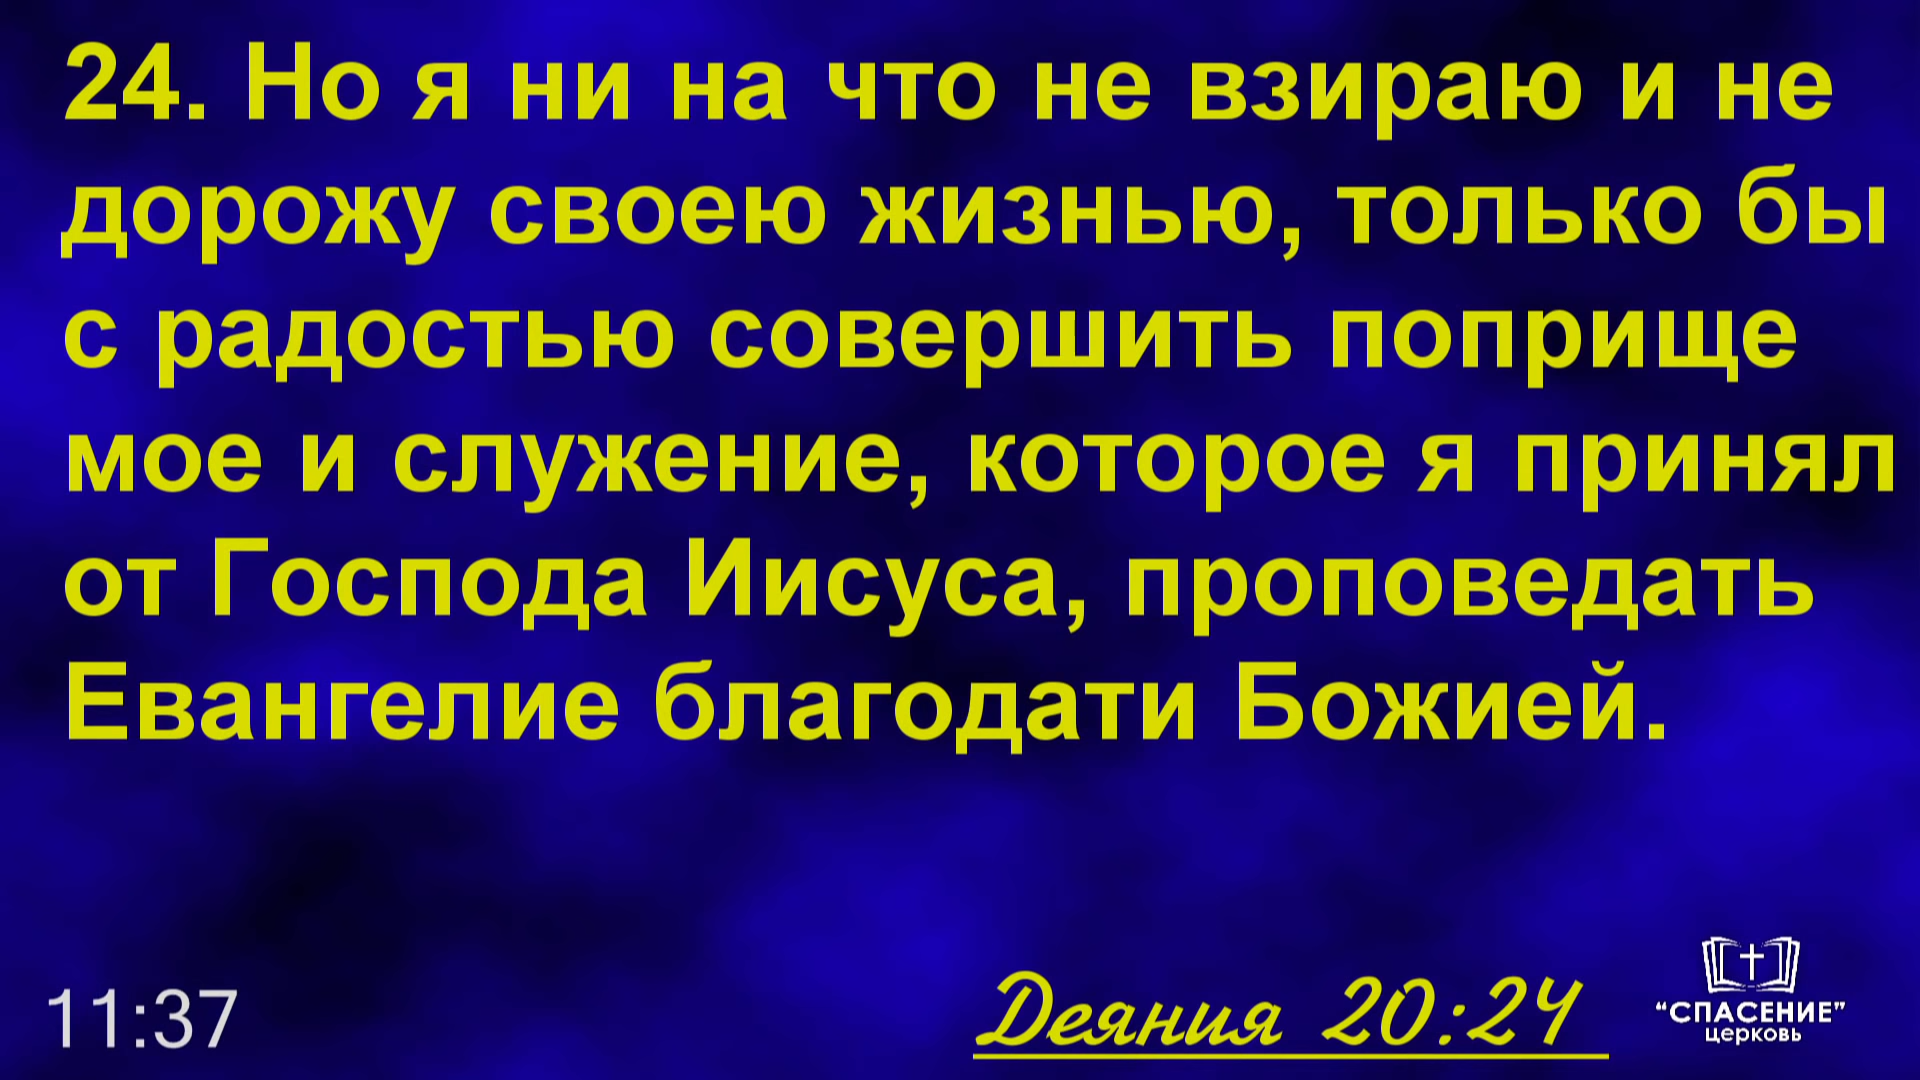 24. Но я ни на что не взираю и не
дорожу своею жизнью, только бы
с радостью совершить поприще
мое и служение, которое я принял
от Господа Иисуса, проповедать
Евангелие благодати Божией.
11:37
Деяния 20:24
“СПАСЕНИЕ”
церковь